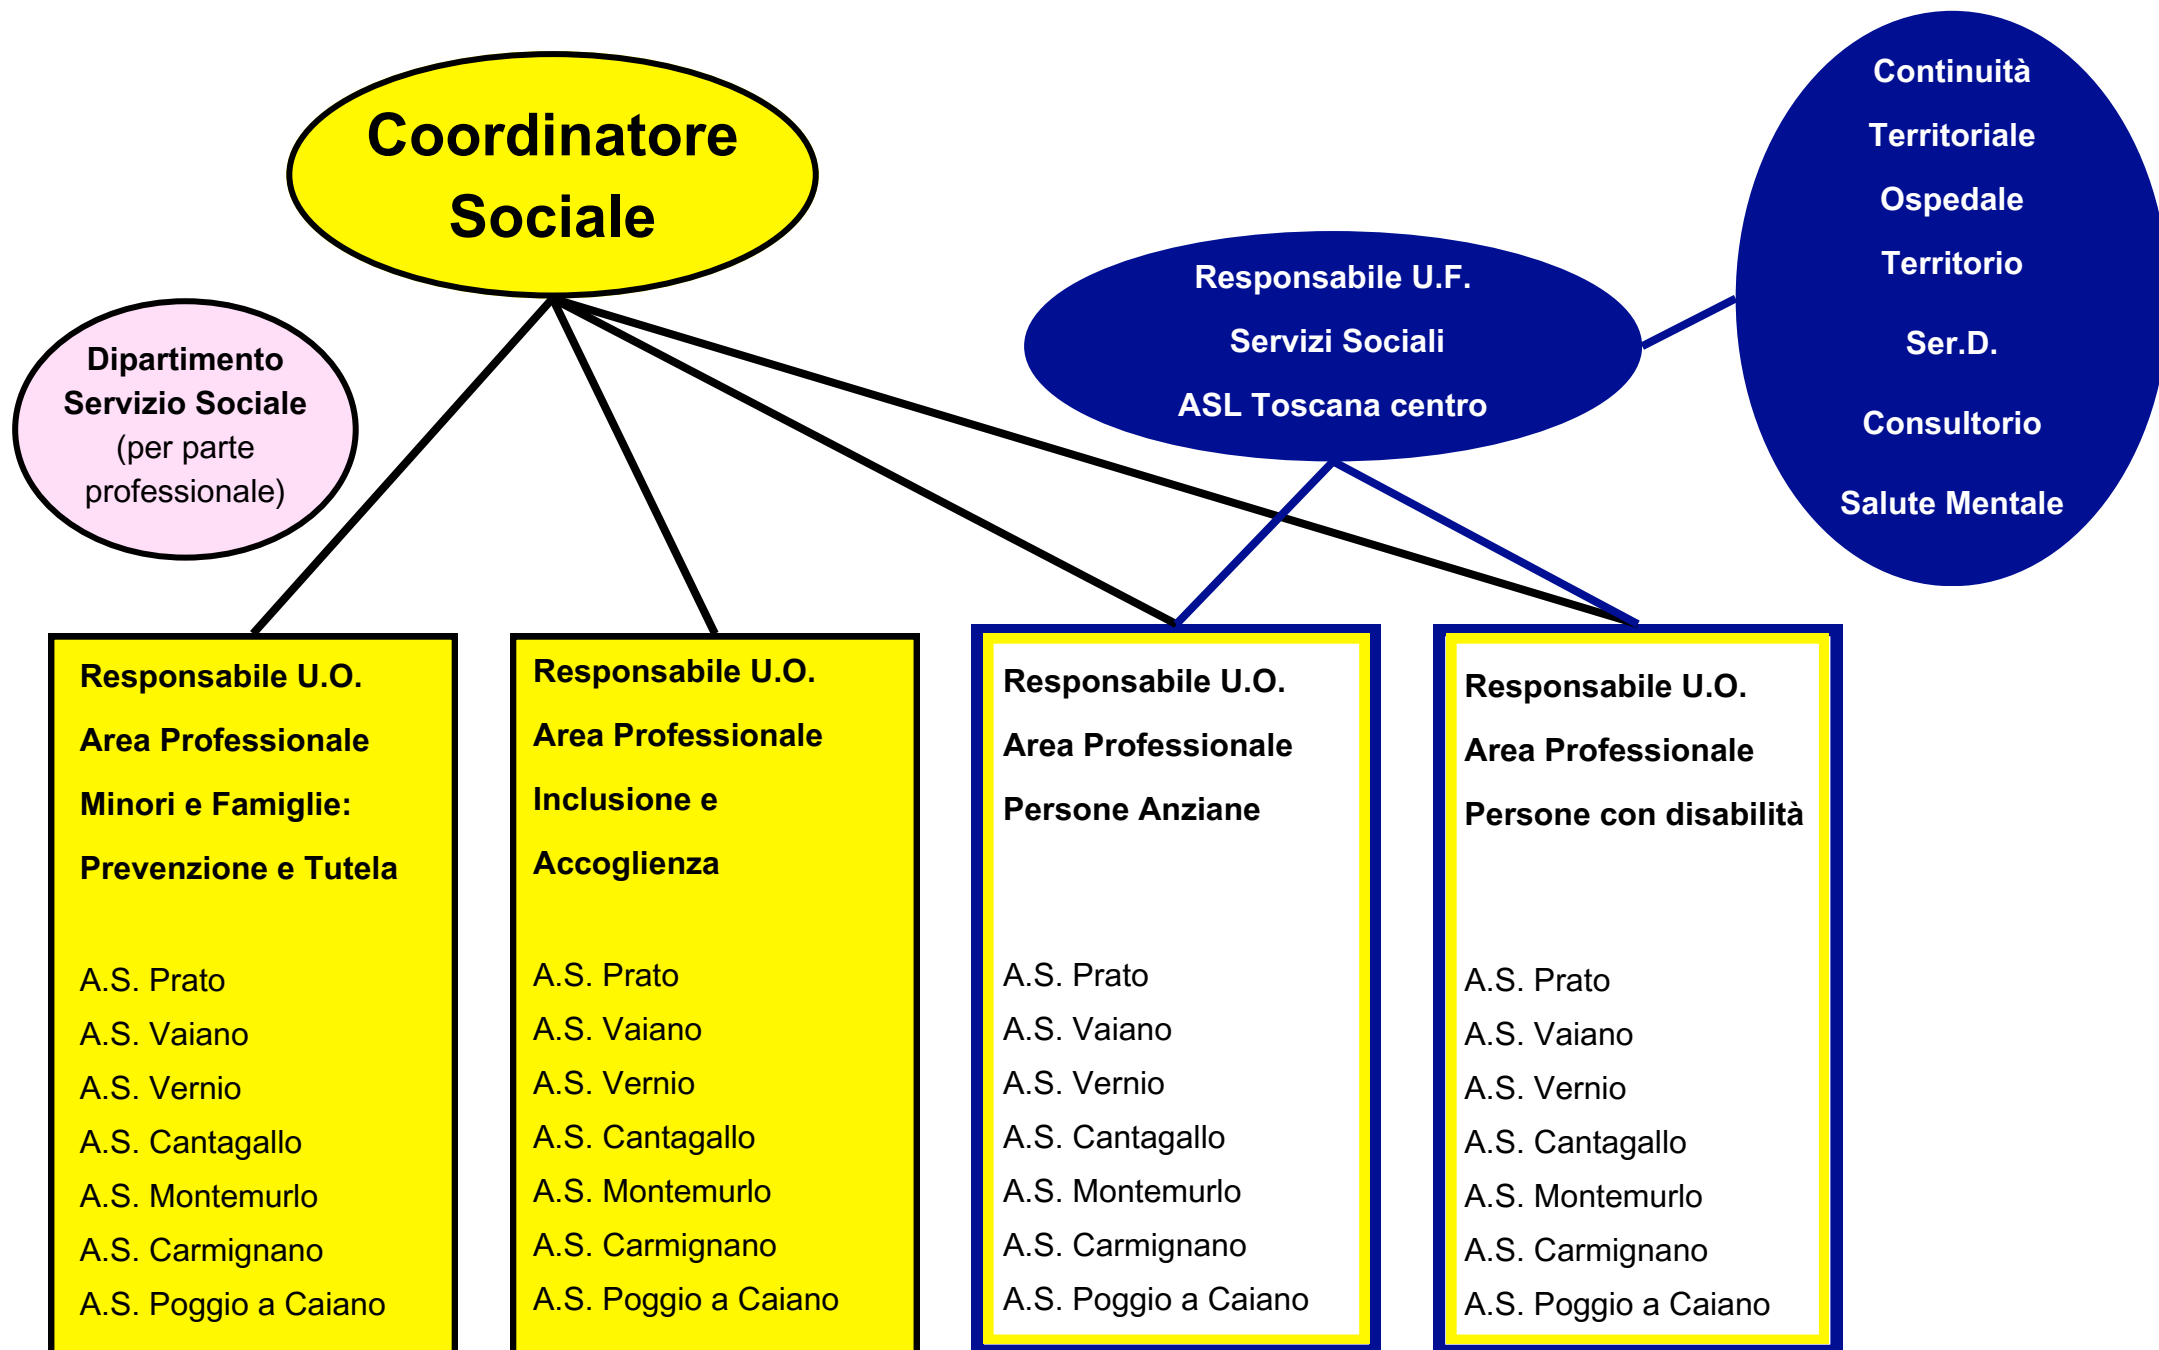 Coordinatore
Sociale
Dipartimento
Servizio Sociale
(per parte
professionale)
Responsabile U.F.
Servizi Sociali
ASL Toscana centro
Continuità
Territoriale
Ospedale
Territorio
Ser.D.
Consultorio
Salute Mentale
Responsabile U.O.
Area Professionale
Minori e Famiglie:
Prevenzione e Tutela
A.S. Prato
A.S. Vaiano
A.S. Vernio
A.S. Cantagallo
A.S. Montemurlo
A.S. Carmignano
A.S. Poggio a Caiano
Responsabile U.O.
Area Professionale
Inclusione e
Accoglienza
A.S. Prato
A.S. Vaiano
A.S. Vernio
A.S. Cantagallo
A.S. Montemurlo
A.S. Carmignano
A.S. Poggio a Caiano
Responsabile U.O.
Area Professionale
Persone Anziane
A.S. Prato
A.S. Vaiano
A.S. Vernio
A.S. Cantagallo
A.S. Montemurlo
A.S. Carmignano
A.S. Poggio a Caiano
Responsabile U.O.
Area Professionale
Persone con disabilità
A.S. Prato
A.S. Vaiano
A.S. Vernio
A.S. Cantagallo
A.S. Montemurlo
A.S. Carmignano
A.S. Poggio a Caiano